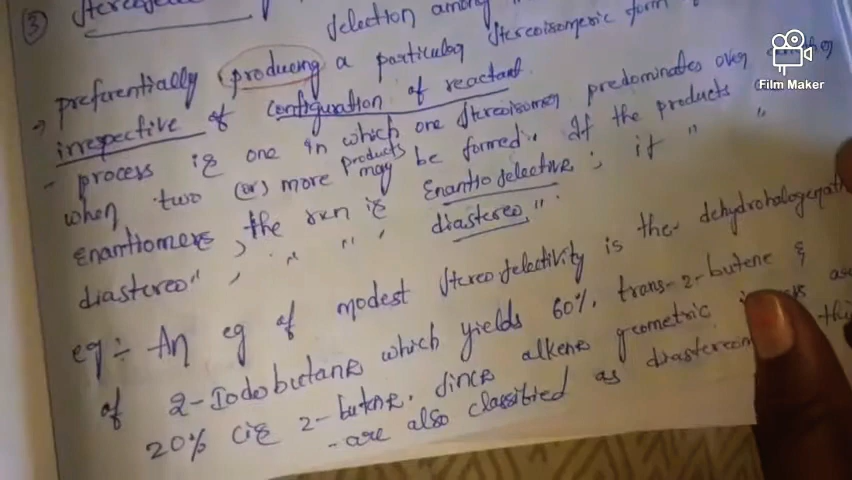 ③
selection among
preferentially producing a particular stereoisomeric form
→ irrespective of configuration of reactant.
- process is one in which one stereoisomer predominates over
when two (or) more products may be formed. If the products
Enantiomers, the rxn is Enantioselective; if " "
diastereo", " " , diastereo".
eg ÷ An eg of modest stereoselectivity is the dehydrohalogenat
of 2-Iodobutane which yields 60% trans-2-butene &
20% cis 2-butene. Since alkene geometric
- are also classified as
Film Maker